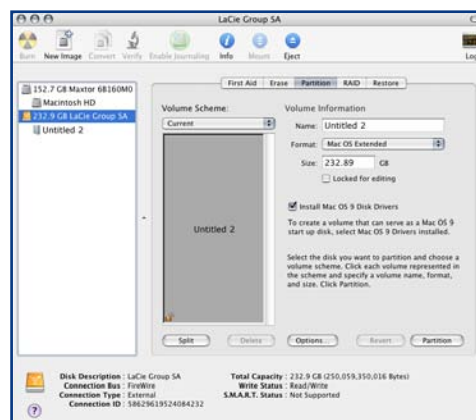 LaCie Group SA
Burn New Image Convert Verify Enable Journaling Info Mount Eject
152.7 GB Maxtor 6B160M0
Macintosh HD
232.9 GB LaCie Group SA
Untitled 2
First Aid Erase Partition RAID Restore
Volume Scheme:
Current
Untitled 2
Volume Information
Name: Untitled 2
Format: Mac OS Extended
Size: 232.89 GB
Locked for editing
Install Mac OS 9 Disk Drivers
To create a volume that can serve as a Mac OS 9
start up disk, select Mac OS 9 Drivers installed.
Select the disk you want to partition and choose a
volume scheme. Click each volume represented in
the scheme and specify a volume name, format,
and size. Click Partition.
Split Delete Options... Revert Partition
Disk Description : LaCie Group SA
Connection Bus : FireWire
Connection Type : External
Connection ID : 58629619524084232
Total Capacity : 232.9 GB (250,059,350,016 Bytes)
Write Status : Read/Write
S.M.A.R.T. Status : Not Supported
?